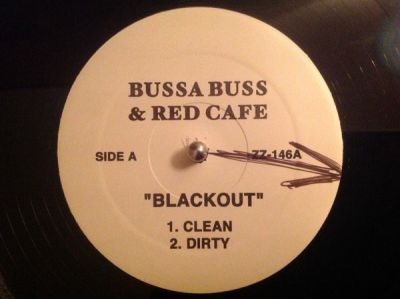 BUSSA BUSS
& RED CAFE
SIDE A
ZZ-146A
"BLACKOUT"
1. CLEAN
2. DIRTY